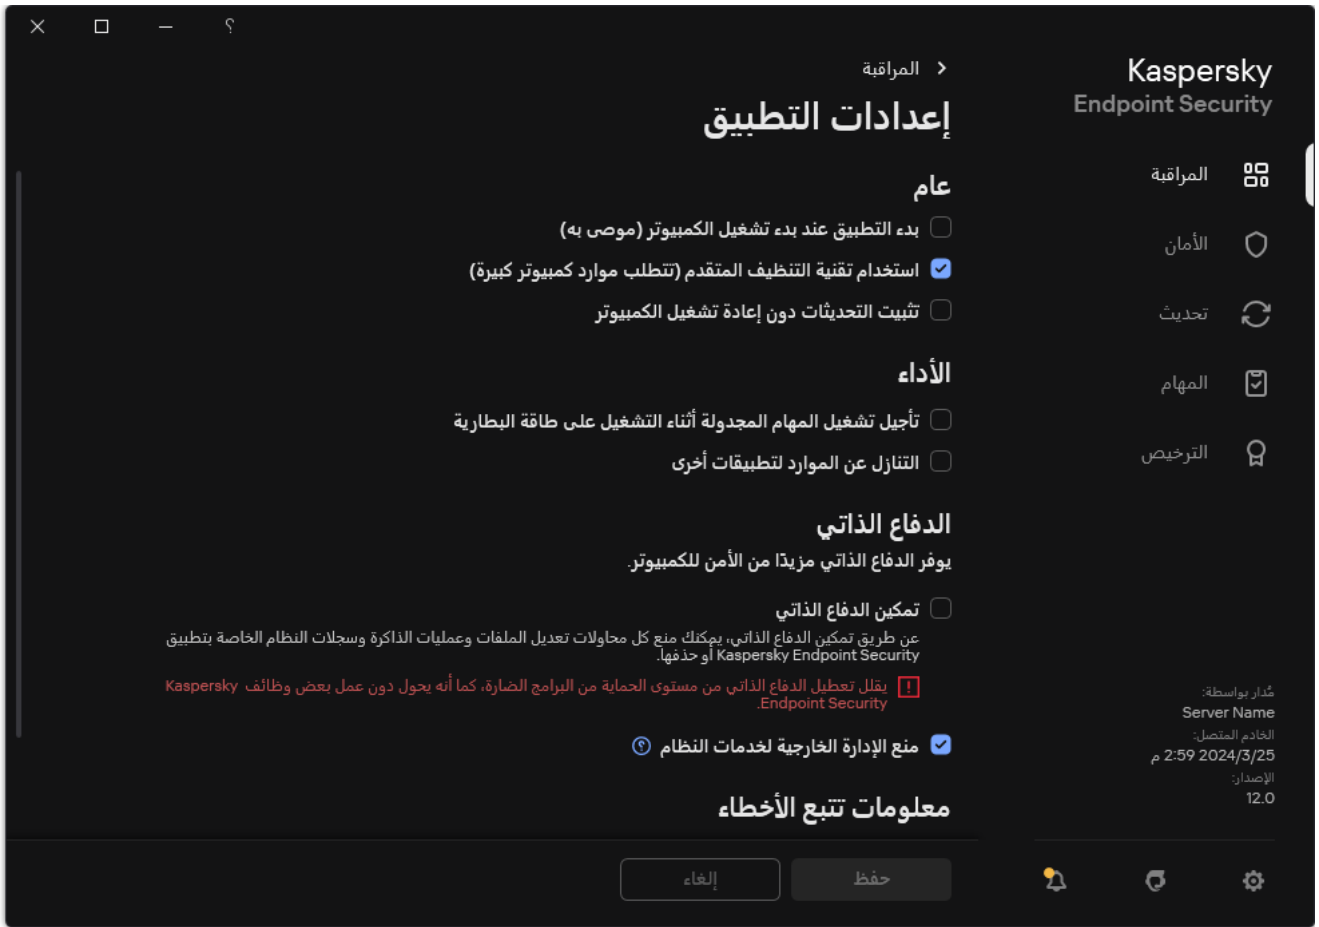 Kaspersky
Endpoint Security
المراقبة
الأمان
تحديث
المهام
الترخيص
مُدار بواسطة:
Server Name
الخادم المتصل:
2024/3/25 2:59 م
الإصدار:
12.0
المراقبة
إعدادات التطبيق
عام
بدء التطبيق عند بدء تشغيل الكمبيوتر (موصى به)
استخدام تقنية التنظيف المتقدم (تتطلب موارد كمبيوتر كبيرة)
تثبيت التحديثات دون إعادة تشغيل الكمبيوتر
الأداء
تأجيل تشغيل المهام المجدولة أثناء التشغيل على طاقة البطارية
التنازل عن الموارد لتطبيقات أخرى
الدفاع الذاتي
يوفر الدفاع الذاتي مزيدًا من الأمن للكمبيوتر.
تمكين الدفاع الذاتي
عن طريق تمكين الدفاع الذاتي، يمكنك منع كل محاولات تعديل الملفات وعمليات الذاكرة وسجلات النظام الخاصة بتطبيق
Kaspersky Endpoint Security أو حذفها.
يقلل تعطيل الدفاع الذاتي من مستوى الحماية من البرامج الضارة، كما أنه يحول دون عمل بعض وظائف Kaspersky
Endpoint Security.
منع الإدارة الخارجية لخدمات النظام
معلومات تتبع الأخطاء
حفظ
إلغاء